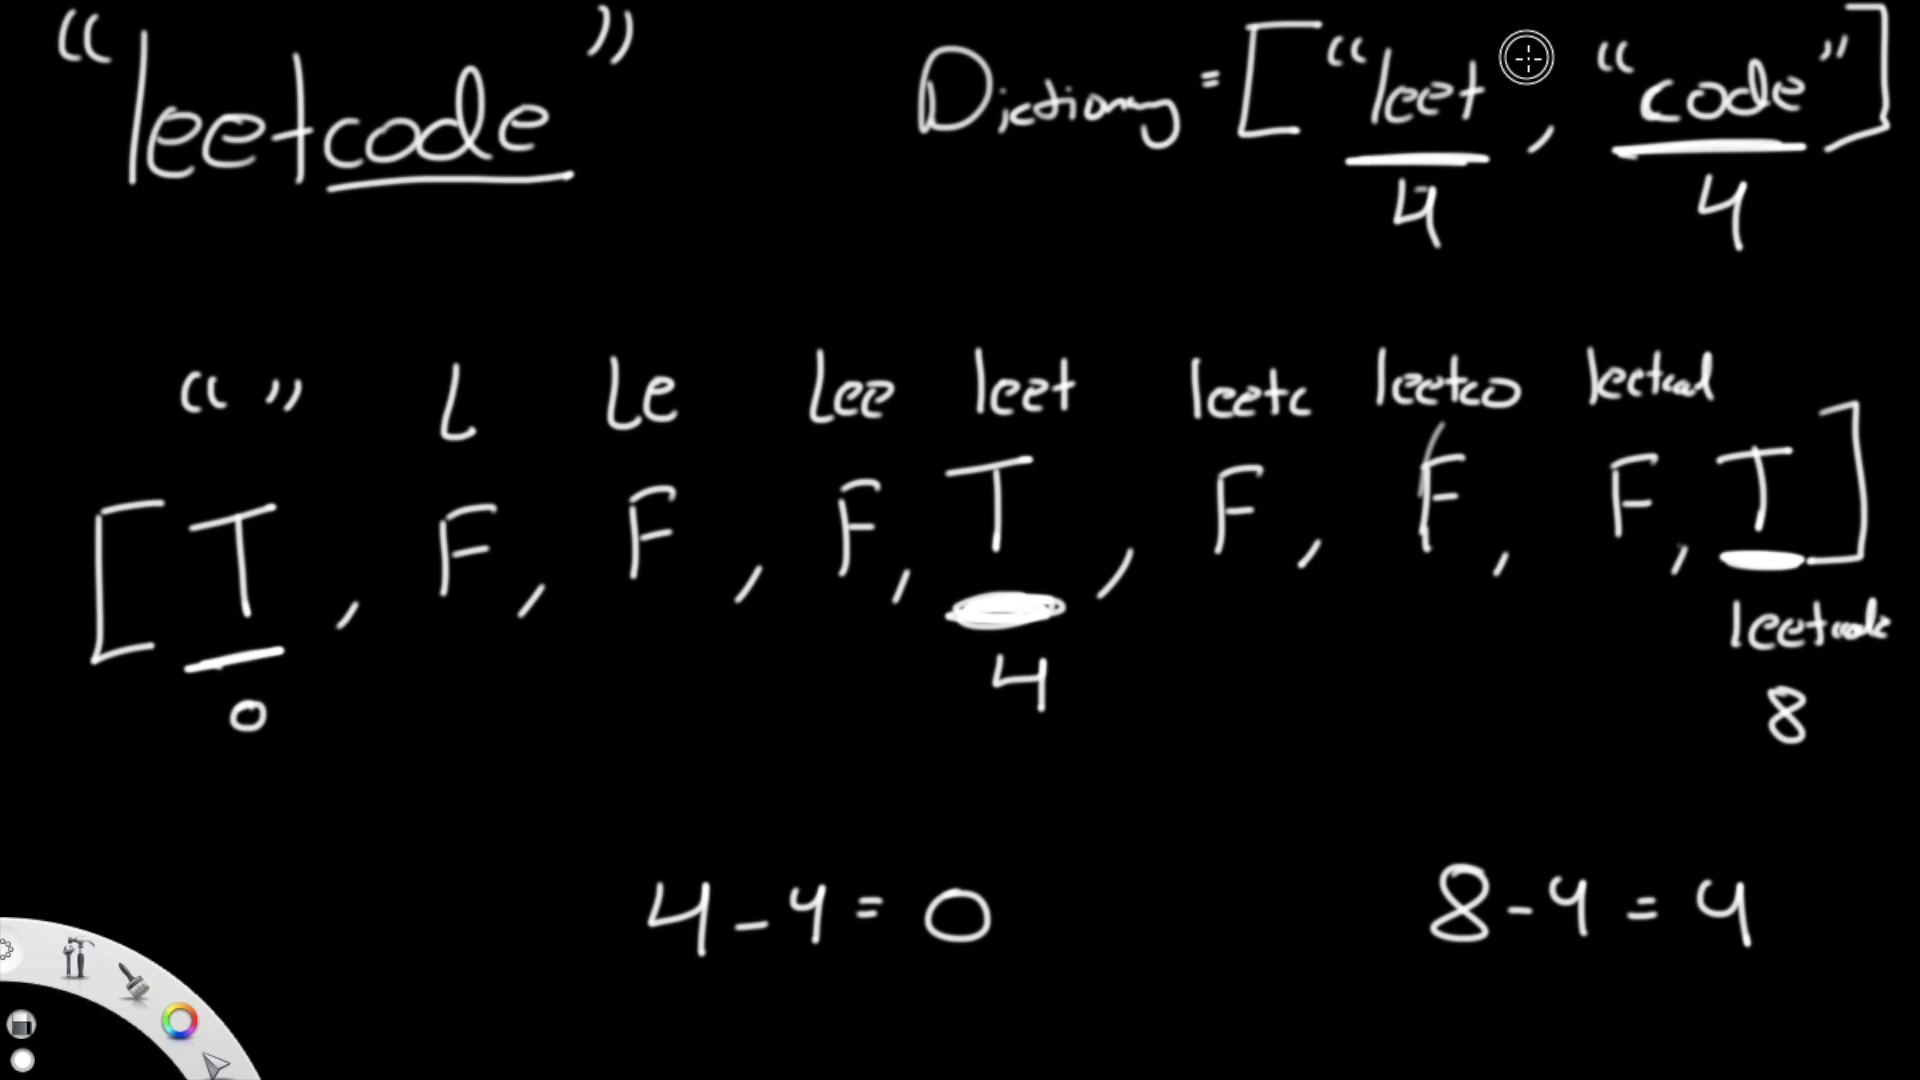 “leetcode”
Dictionary = [“leet”, “code”]
4 4
“ ” L Le Lee leet leetc leetco leetcod
[T, F, F, F, T, F, F, F, T]
leetcode
0 4 8
4-4=0 8-4=4